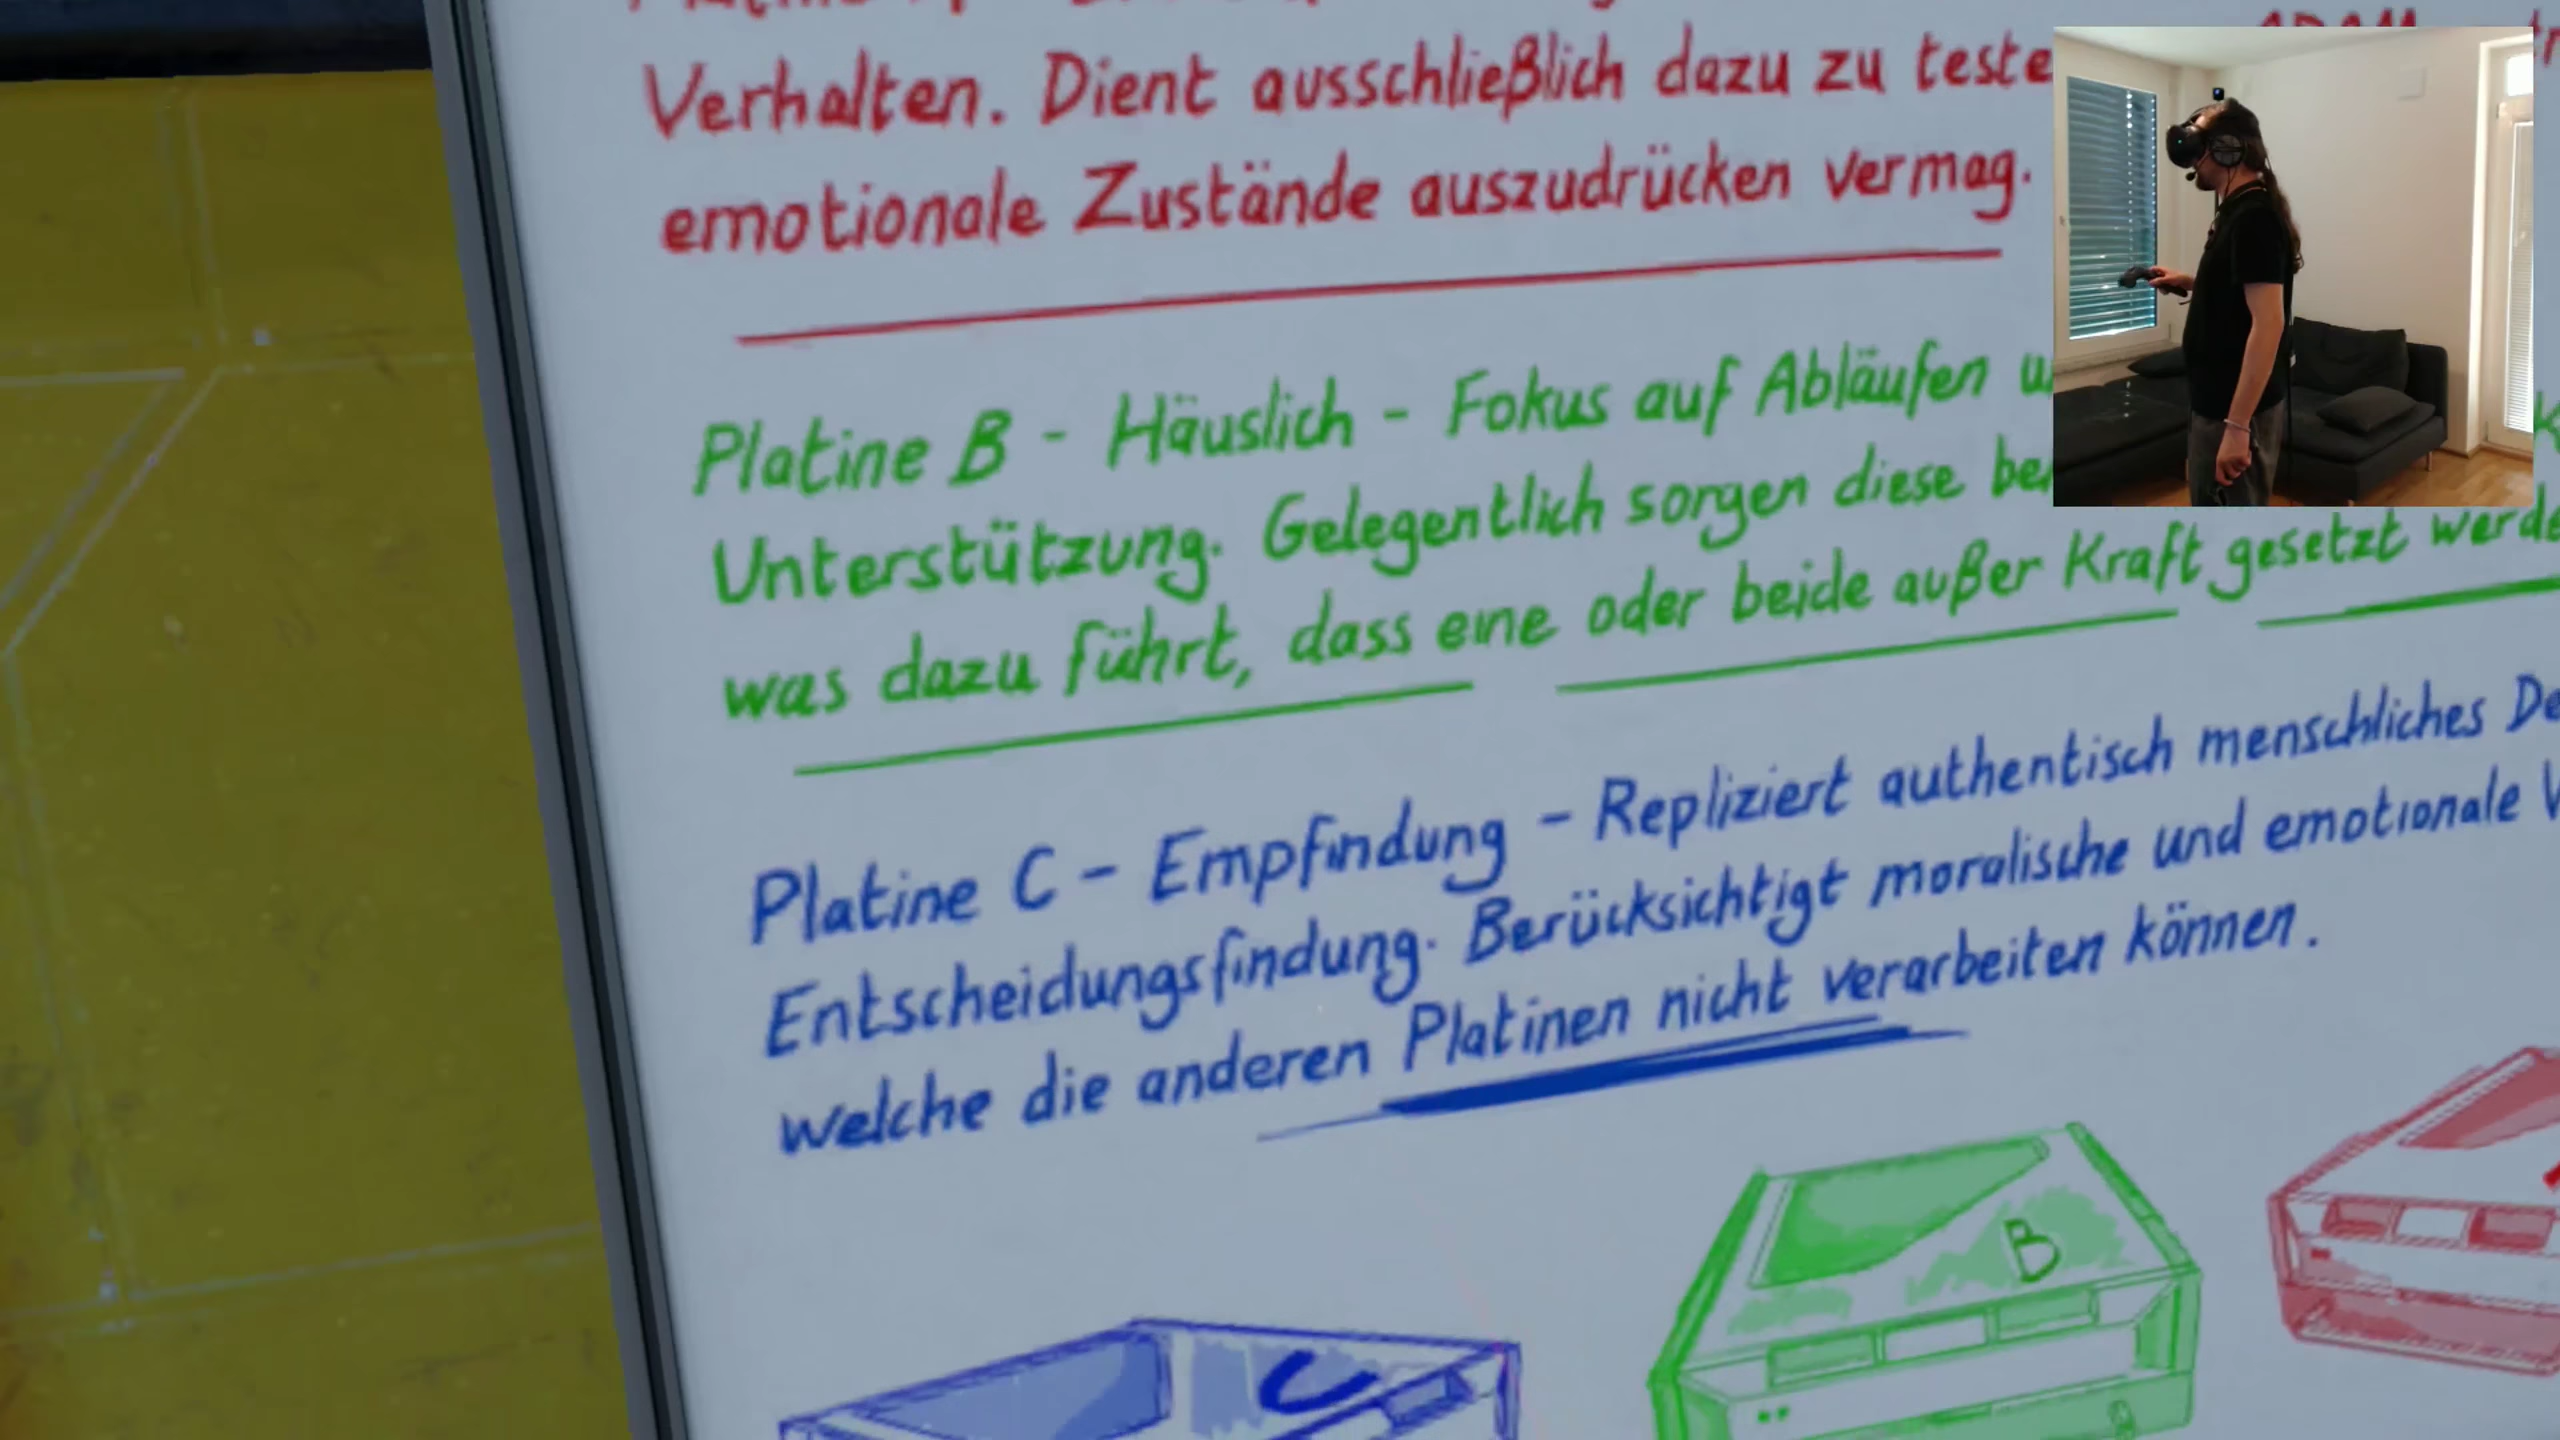 Verhalten. Dient ausschließlich dazu zu teste
emotionale Zustände auszudrücken vermag.
Platine B - Häuslich - Fokus auf Abläufen u
Unterstützung. Gelegentlich sorgen diese
was dazu führt, dass eine oder beide außer Kraft gesetzt werde
Platine C - Empfindung - Repliziert authentisch menschliches De
Entscheidungsfindung. Berücksichtigt moralische und emotionale
welche die anderen Platinen nicht verarbeiten können.
C
B